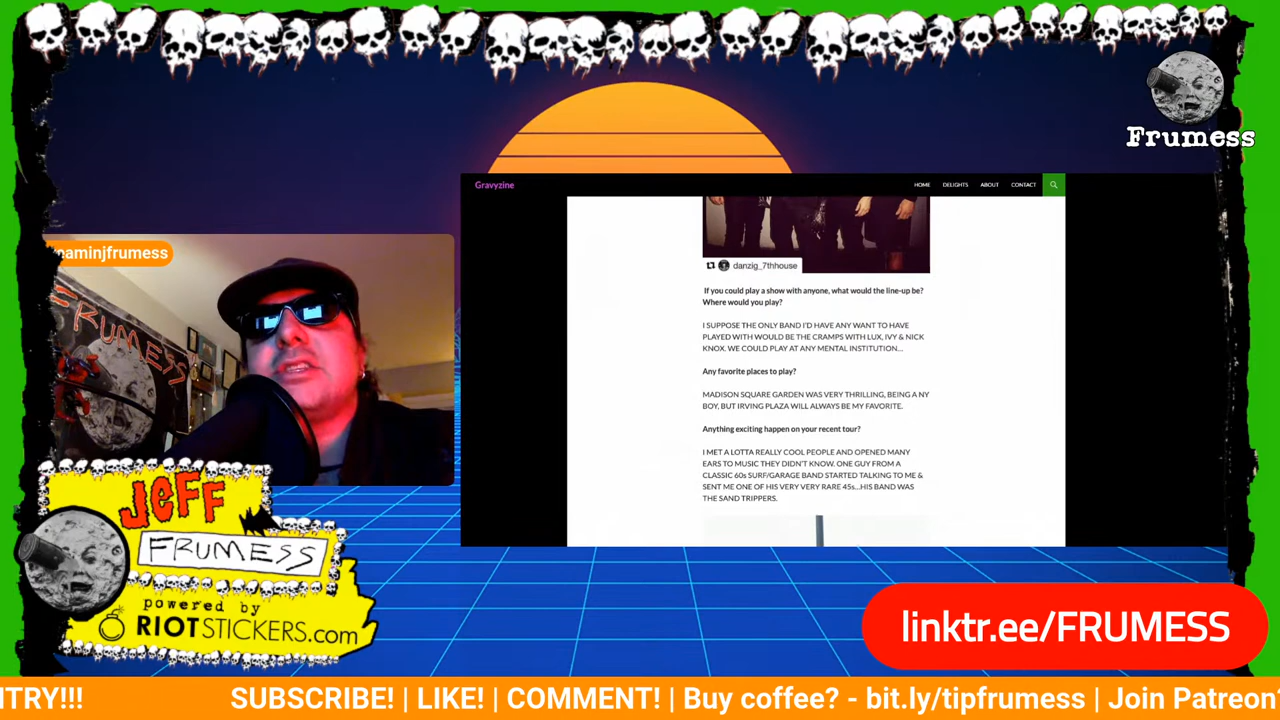 Frumess
Gravyzine
HOME
DELIGHTS
ABOUT
CONTACT
danzig_7thhouse
If you could play a show with anyone, what would the line-up be?
Where would you play?
I SUPPOSE THE ONLY BAND I'D HAVE ANY WANT TO HAVE
PLAYED WITH WOULD BE THE CRAMPS WITH LUX, IVY & NICK
KNOX. WE COULD PLAY AT ANY MENTAL INSTITUTION...
Any favorite places to play?
MADISON SQUARE GARDEN WAS VERY THRILLING, BEING A NY
BOY, BUT IRVING PLAZA WILL ALWAYS BE MY FAVORITE.
Anything exciting happen on your recent tour?
I MET A LOTTA REALLY COOL PEOPLE AND OPENED MANY
EARS TO MUSIC THEY DIDN'T KNOW. ONE GUY FROM A
CLASSIC 60s SURF/GARAGE BAND STARTED TALKING TO ME &
SENT ME ONE OF HIS VERY VERY RARE 45s...HIS BAND WAS
THE SAND TRIPPERS.
eaminjfrumess
FRUMESS
JEFF
FRUMESS
powered by
RIOTSTICKERS.com
linktr.ee/FRUMESS
NTRY!!! SUBSCRIBE! | LIKE! | COMMENT! | Buy coffee? - bit.ly/tipfrumess | Join Patreon?